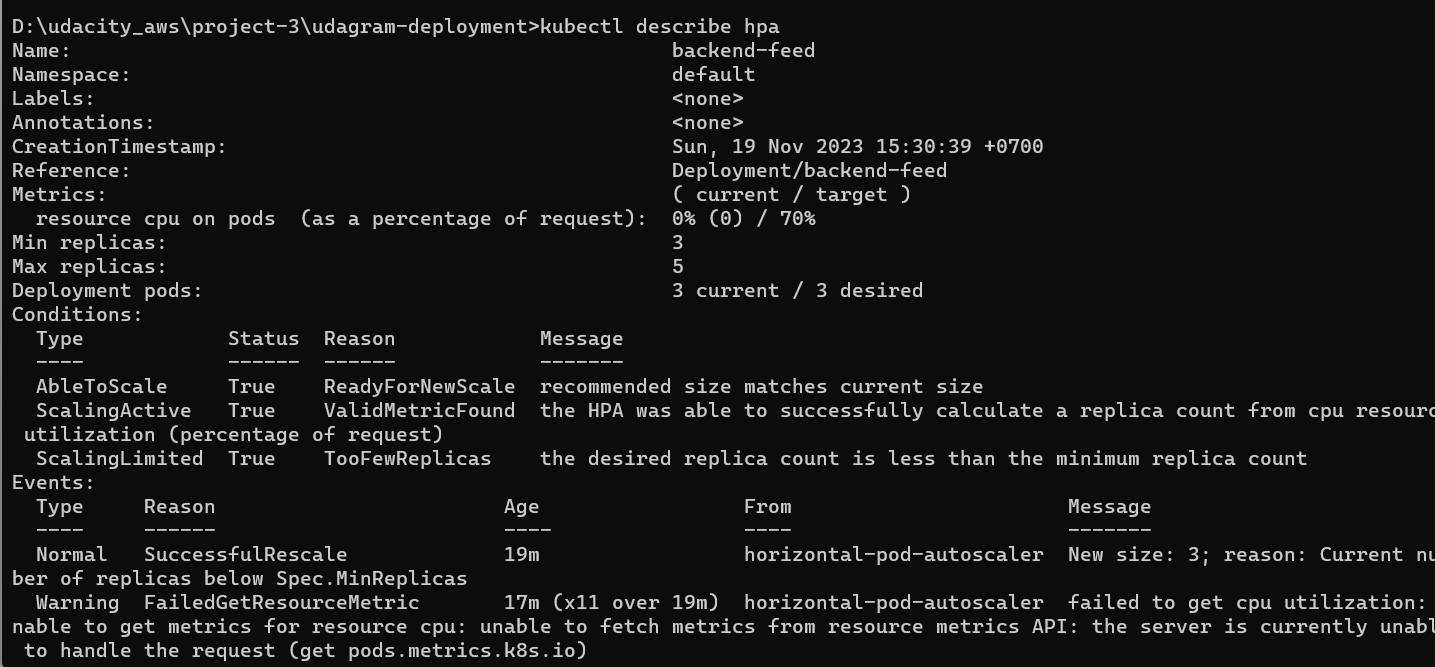 D:\udacity_aws\project-3\udagram-deployment>kubectl describe hpa
Name: backend-feed
Namespace: default
Labels: <none>
Annotations: <none>
CreationTimestamp: Sun, 19 Nov 2023 15:30:39 +0700
Reference: Deployment/backend-feed
Metrics: ( current / target )
resource cpu on pods (as a percentage of request): 0% (0) / 70%
Min replicas: 3
Max replicas: 5
Deployment pods: 3 current / 3 desired
Conditions:
Type Status Reason Message
---- ------ ------ -------
AbleToScale True ReadyForNewScale recommended size matches current size
ScalingActive True ValidMetricFound the HPA was able to successfully calculate a replica count from cpu resourc
utilization (percentage of request)
ScalingLimited True TooFewReplicas the desired replica count is less than the minimum replica count
Events:
Type Reason Age From Message
---- ------ ---- ---- -------
Normal SuccessfulRescale 19m horizontal-pod-autoscaler New size: 3; reason: Current nu
ber of replicas below Spec.MinReplicas
Warning FailedGetResourceMetric 17m (x11 over 19m) horizontal-pod-autoscaler failed to get cpu utilization:
nable to get metrics for resource cpu: unable to fetch metrics from resource metrics API: the server is currently unabl
to handle the request (get pods.metrics.k8s.io)